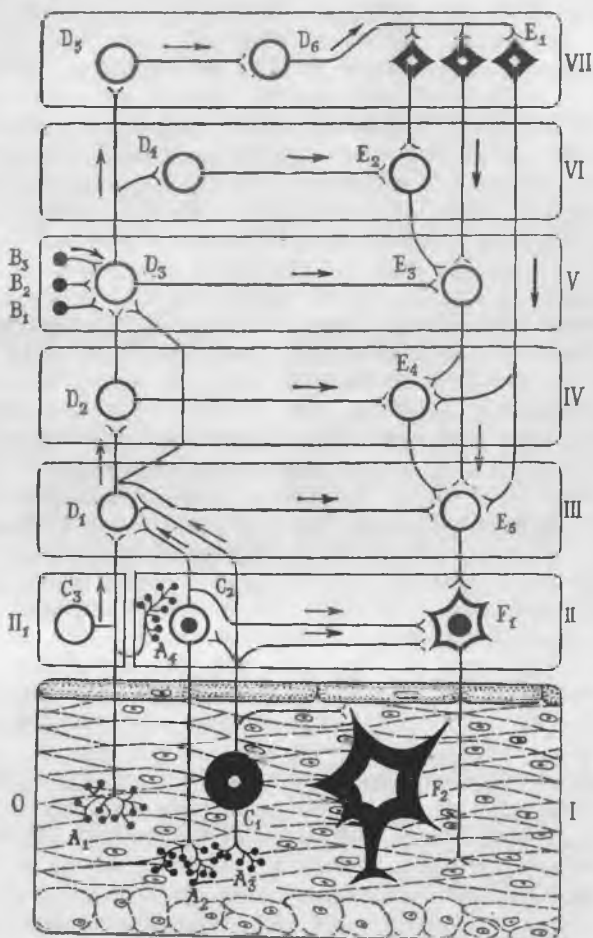 D₅ D₆ E₁ VII
D₄ E₂ VI
B₃ D₃
B₂ E₃ V
B₁
D₂ E₄ IV
D₁ E₅ III
C₃ C₂ F₁
II₁ A₄ II
O A₁ C₁ F₂ I
A₂ A₃